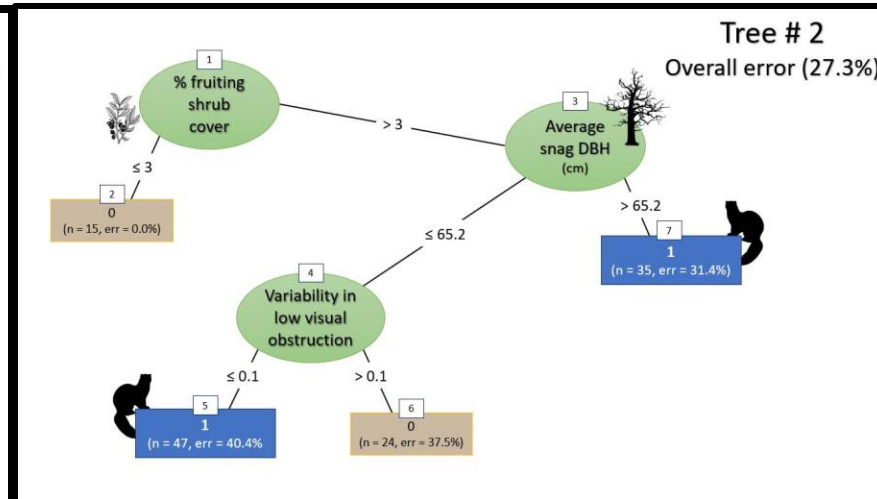 Tree # 2
Overall error (27.3%)
1
% fruiting
shrub
cover
> 3
3
Average
snag DBH
(cm)
≤ 3
2
0
(n = 15, err = 0.0%)
≤ 65.2
> 65.2
7
1
(n = 35, err = 31.4%)
4
Variability in
low visual
obstruction
≤ 0.1
> 0.1
5
1
(n = 47, err = 40.4%
6
0
(n = 24, err = 37.5%)